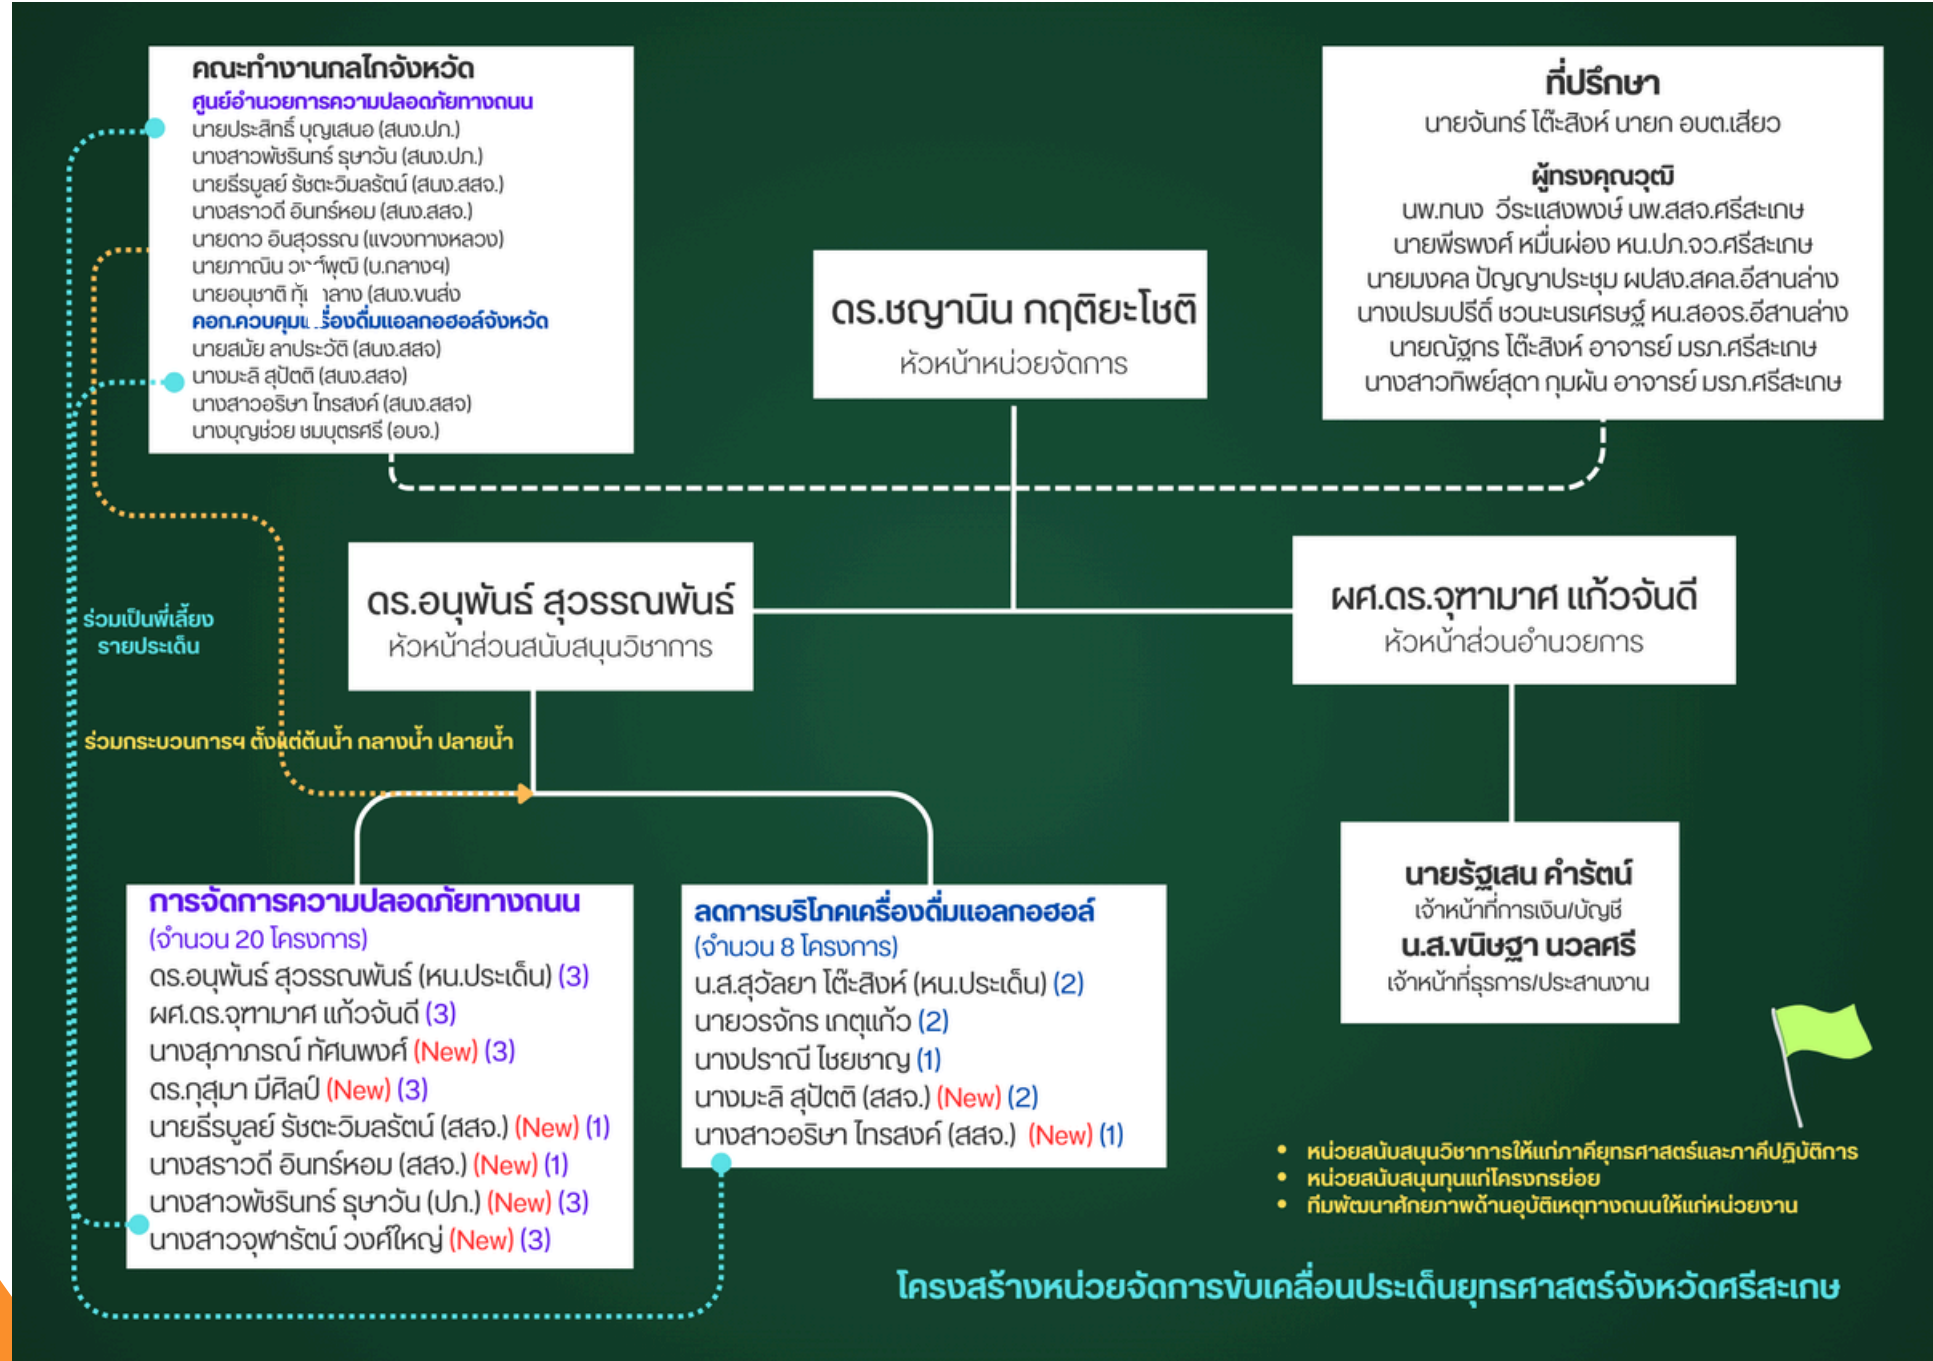 คณะทำงานกลไกจังหวัด
ศูนย์อำนวยการความปลอดภัยทางถนน
นายประสิทธิ์ บุญเสนอ (สนง.ปภ.)
นางสาวพัชรินทร์ ธุษาวัน (สนง.ปภ.)
นายธีรบูลย์ รัชตะวิมลรัตน์ (สนง.สสจ.)
นางสราวดี อินทร์หอม (สนง.สสจ.)
นายดาว อินสุวรรณ (แขวงทางหลวง)
นายภาณิน (บ.กลางฯ)
นายอนุชาติ (สนง.ขนส่ง
คอก.ควบคุมเครื่องดื่มแอลกอฮอล์จังหวัด
นายสมัย ลาประวัติ (สนง.สสจ)
นางมะลิ สุปัตติ (สนง.สสจ)
นางสาวอริษา ไทรสงค์ (สนง.สสจ)
นางบุญช่วย ชมบุตรศรี (อบจ.)
ที่ปรึกษา
นายจันทร์ โต๊ะสิงห์ นายก อบต.เสียว
ผู้ทรงคุณวุฒิ
นพ.ทนง วีระแสงพงษ์ นพ.สสจ.ศรีสะเกษ
นายพีรพงศ์ หมื่นผ่อง หน.ปภ.จว.ศรีสะเกษ
นายมงคล ปัญญาประชุม ผปสง.สคล.อีสานล่าง
นางเปรมปรีดิ์ ชวนะนรเศรษฐ์ หน.สอจร.อีสานล่าง
นายณัฐกร โต๊ะสิงห์ อาจารย์ มรภ.ศรีสะเกษ
นางสาวทิพย์สุดา กุมผัน อาจารย์ มรภ.ศรีสะเกษ
ดร.ชญานิน กฤติยะโชติ
หัวหน้าหน่วยจัดการ
ดร.อนุพันธ์ สุวรรณพันธ์
หัวหน้าส่วนสนับสนุนวิชาการ
ผศ.ดร.จุฑามาศ แก้วจันดี
หัวหน้าส่วนอำนวยการ
ร่วมเป็นพี่เลี้ยง
รายประเด็น
ร่วมกระบวนการฯ ตั้งแต่ต้นน้ำ กลางน้ำ ปลายน้ำ
การจัดการความปลอดภัยทางถนน
(จำนวน 20 โครงการ)
ดร.อนุพันธ์ สุวรรณพันธ์ (หน.ประเด็น) (3)
ผศ.ดร.จุฑามาศ แก้วจันดี (3)
นางสุภาภรณ์ ทัศนพงศ์ (New) (3)
ดร.กุสุมา มีศิลป์ (New) (3)
นายธีรบูลย์ รัชตะวิมลรัตน์ (สสจ.) (New) (1)
นางสราวดี อินทร์หอม (สสจ.) (New) (1)
นางสาวพัชรินทร์ ธุษาวัน (ปภ.) (New) (3)
นางสาวจุฬารัตน์ วงศ์ใหญ่ (New) (3)
ลดการบริโภคเครื่องดื่มแอลกอฮอล์
(จำนวน 8 โครงการ)
น.ส.สุวัลยา โต๊ะสิงห์ (หน.ประเด็น) (2)
นายวรจักร เกตุแก้ว (2)
นางปราณี ไชยชาญ (1)
นางมะลิ สุปัตติ (สสจ.) (New) (2)
นางสาวอริษา ไทรสงค์ (สสจ.) (New) (1)
นายรัฐเสน คำรัตน์
เจ้าหน้าที่การเงิน/บัญชี
น.ส.ขนิษฐา นวลศรี
เจ้าหน้าที่ธุรการ/ประสานงาน
• หน่วยสนับสนุนวิชาการให้แก่ภาคียุทธศาสตร์และภาคีปฏิบัติการ
• หน่วยสนับสนุนทุนแก่โครงกรย่อย
• ทีมพัฒนาศักยภาพด้านอุบัติเหตุทางถนนให้แก่หน่วยงาน
โครงสร้างหน่วยจัดการขับเคลื่อนประเด็นยุทธศาสตร์จังหวัดศรีสะเกษ